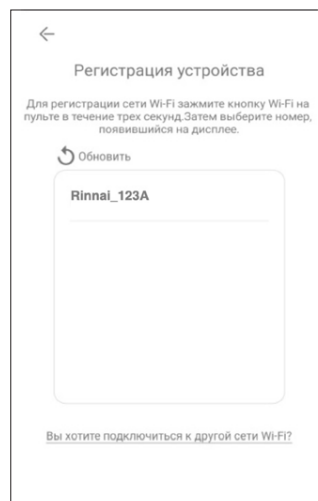 Регистрация устройства
Для регистрации сети Wi-Fi зажмите кнопку Wi-Fi на
пульте в течение трех секунд.Затем выберите номер,
появившийся на дисплее.
Обновить
Rinnai_123A
Вы хотите подключиться к другой сети Wi-Fi?